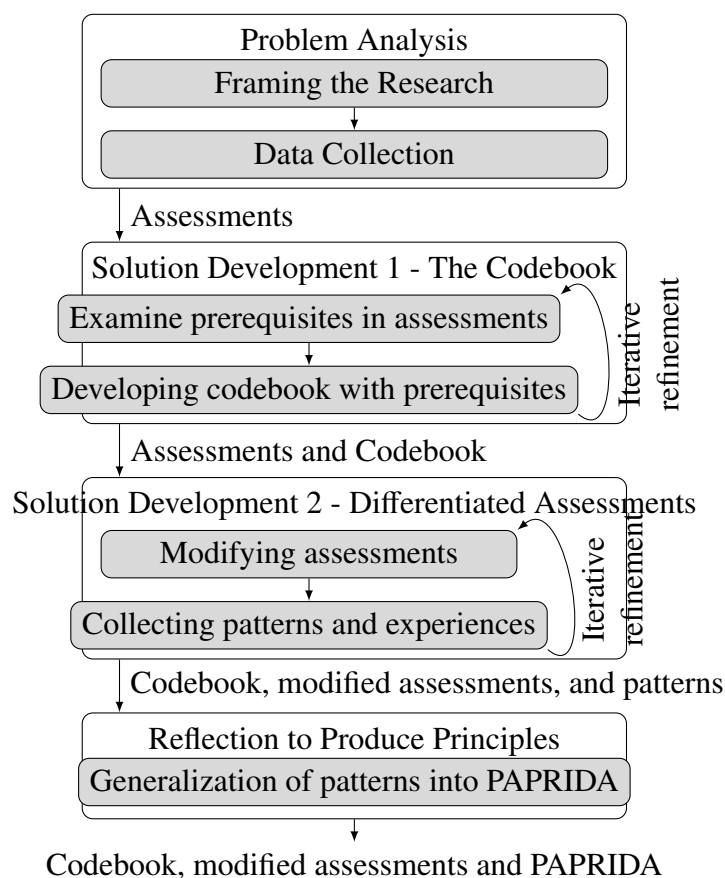 Problem Analysis
Framing the Research
Data Collection
Assessments
Solution Development 1 - The Codebook
Examine prerequisites in assessments
Developing codebook with prerequisites
Iterative
refinement
Assessments and Codebook
Solution Development 2 - Differentiated Assessments
Modifying assessments
Collecting patterns and experiences
Iterative
refinement
Codebook, modified assessments, and patterns
Reflection to Produce Principles
Generalization of patterns into PAPRIDA
Codebook, modified assessments and PAPRIDA